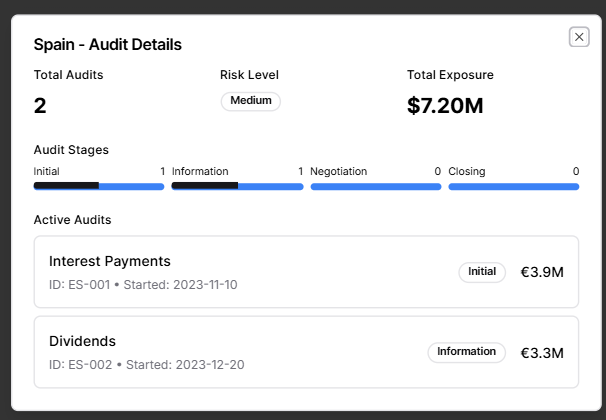 Spain - Audit Details
Total Audits
2
Risk Level
Medium
Total Exposure
$7.20M
Audit Stages
Initial 1
Information 1
Negotiation 0
Closing 0
Active Audits
Interest Payments
ID: ES-001 • Started: 2023-11-10
Initial €3.9M
Dividends
ID: ES-002 • Started: 2023-12-20
Information €3.3M